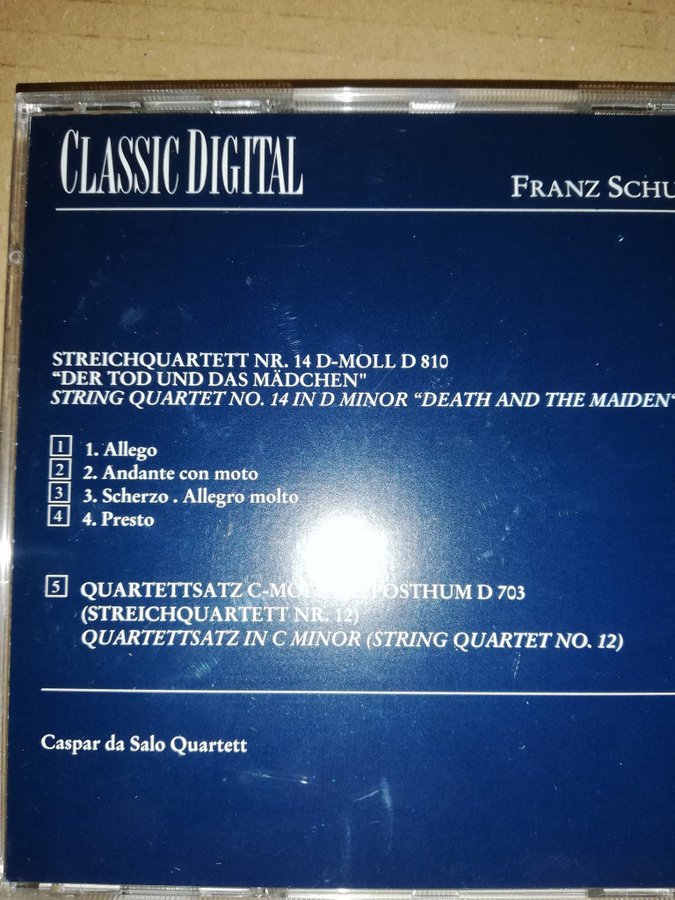 CLASSIC DIGITAL
FRANZ SCHU
STREICHQUARTETT NR. 14 D-MOLL D 810
“DER TOD UND DAS MÄDCHEN"
STRING QUARTET NO. 14 IN D MINOR “DEATH AND THE MAIDEN“
1 1. Allego
2 2. Andante con moto
3 3. Scherzo . Allegro molto
4 4. Presto
5 QUARTETTSATZ D 703
(STREICHQUARTETT NR. 12)
QUARTETTSATZ IN C MINOR (STRING QUARTET NO. 12)
Caspar da Salo Quartett